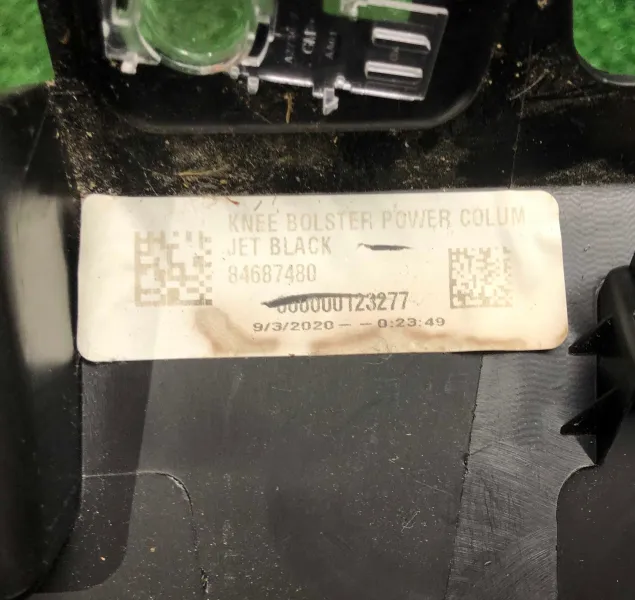 KNEE BOLSTER POWER COLUM
JET BLACK
84687480
000000123277
9/3/2020 - - 0:23:49